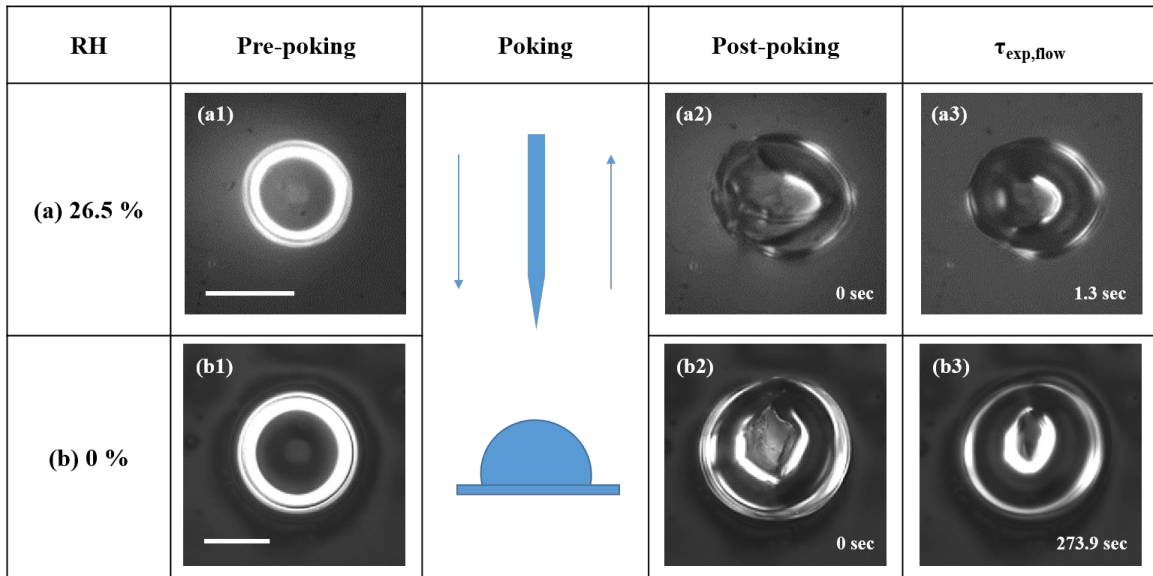 RH Pre-poking Poking Post-poking τexp,flow
(a1) (a2) (a3)
(a) 26.5 %
0 sec 1.3 sec
(b1) (b2) (b3)
(b) 0 %
0 sec 273.9 sec